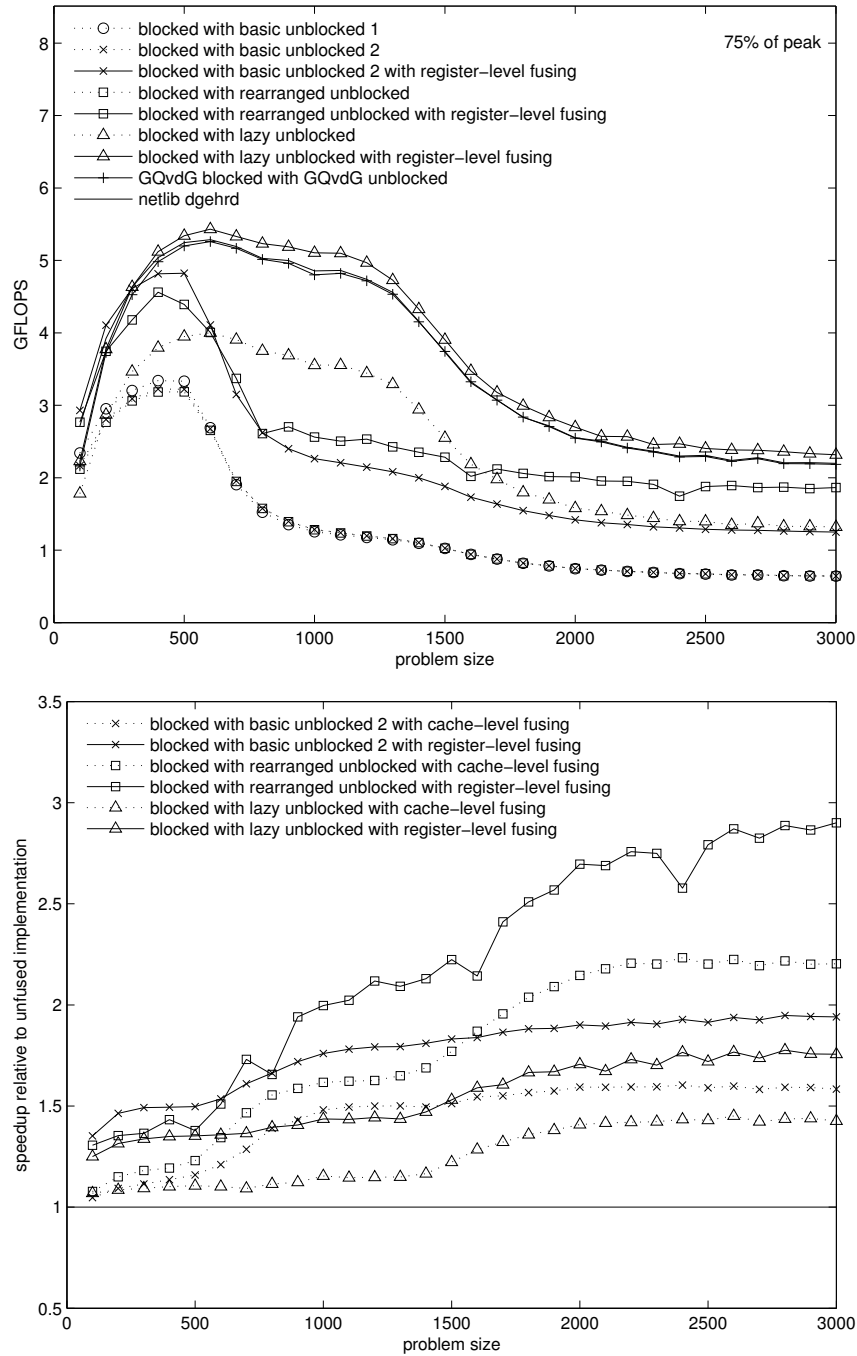 8
7
6
5
4
3
2
1
0
GFLOPS
75% of peak
blocked with basic unblocked 1
blocked with basic unblocked 2
blocked with basic unblocked 2 with register−level fusing
blocked with rearranged unblocked
blocked with rearranged unblocked with register−level fusing
blocked with lazy unblocked
blocked with lazy unblocked with register−level fusing
GQvdG blocked with GQvdG unblocked
netlib dgehrd
0 500 1000 1500 2000 2500 3000
problem size
3.5
3
2.5
2
1.5
1
0.5
speedup relative to unfused implementation
blocked with basic unblocked 2 with cache−level fusing
blocked with basic unblocked 2 with register−level fusing
blocked with rearranged unblocked with cache−level fusing
blocked with rearranged unblocked with register−level fusing
blocked with lazy unblocked with cache−level fusing
blocked with lazy unblocked with register−level fusing
0 500 1000 1500 2000 2500 3000
problem size